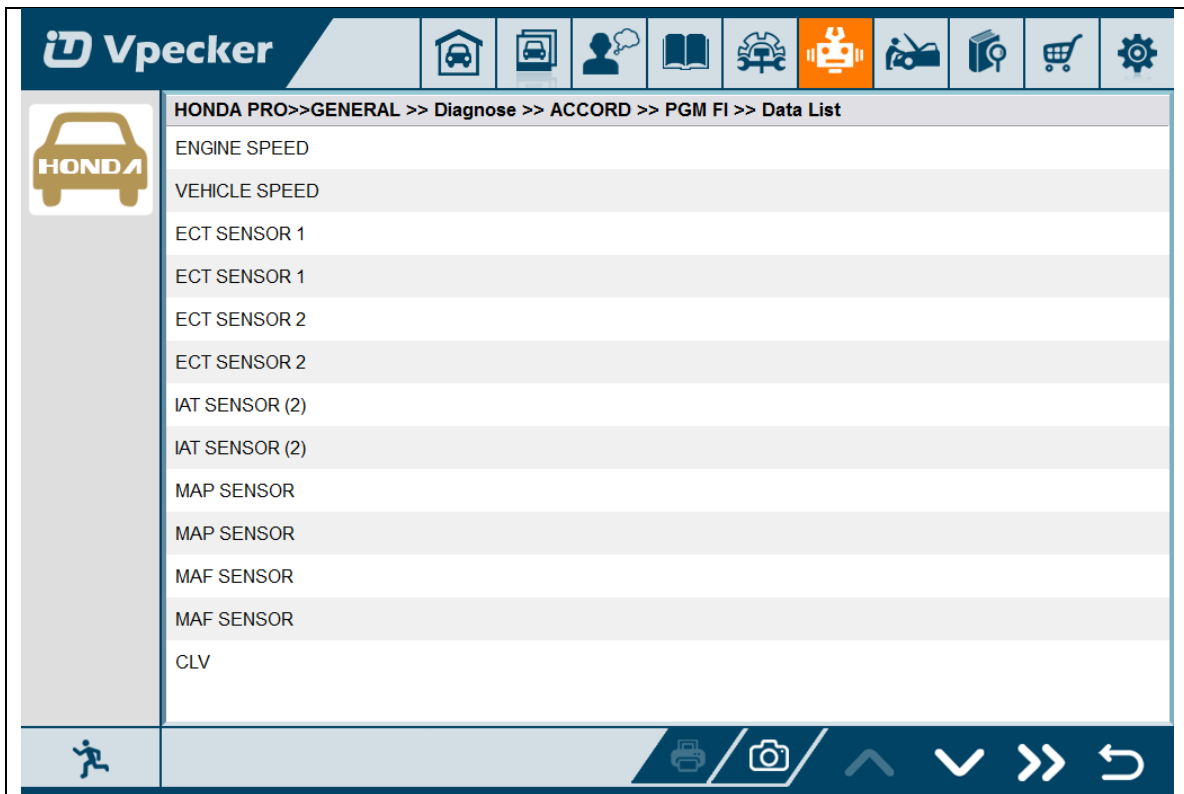 Vpecker
HONDA PRO>>GENERAL >> Diagnose >> ACCORD >> PGM FI >> Data List
HONDA
ENGINE SPEED
VEHICLE SPEED
ECT SENSOR 1
ECT SENSOR 1
ECT SENSOR 2
ECT SENSOR 2
IAT SENSOR (2)
IAT SENSOR (2)
MAP SENSOR
MAP SENSOR
MAF SENSOR
MAF SENSOR
CLV